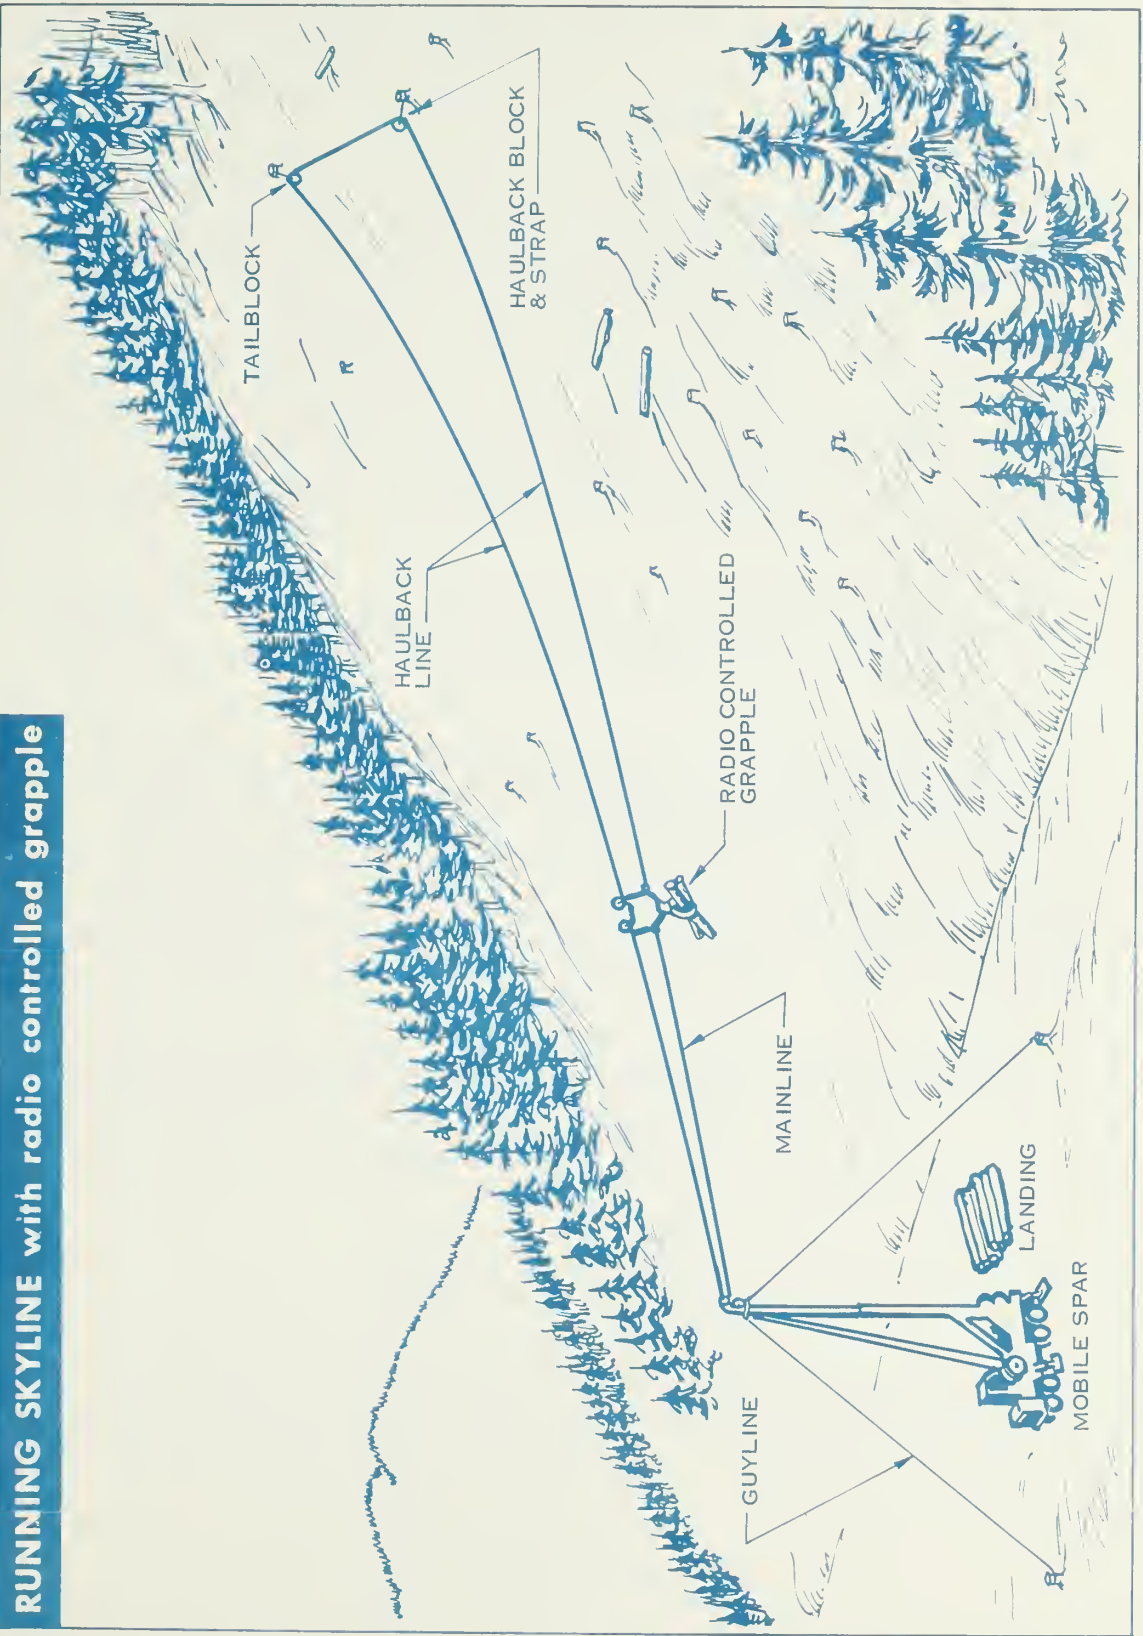 RUNNING SKYLINE with radio controlled grapple
TAILBLOCK
HAULBACK BLOCK
& STRAP
HAULBACK
LINE
RADIO CONTROLLED
GRAPPLE
MAINLINE
GUYLINE
LANDING
MOBILE SPAR